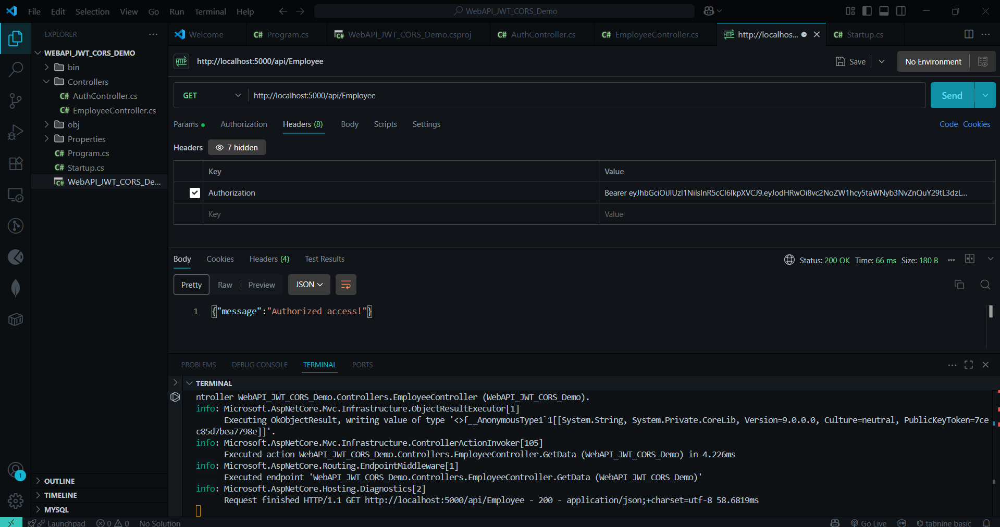 File Edit Selection View Go Run Terminal Help
WebAPI_JWT_CORS_Demo
EXPLORER
WEBAPI_JWT_CORS_DEMO
bin
Controllers
C# AuthController.cs
C# EmployeeController.cs
obj
Properties
C# Program.cs
C# Startup.cs
C# WebAPI_JWT_CORS_De...
OUTLINE
TIMELINE
MYSQL
1
Welcome C# Program.cs C# WebAPI_JWT_CORS_Demo.csproj C# AuthController.cs C# EmployeeController.cs HTTP http://localhos... C# Startup.cs
HTTP http://localhost:5000/api/Employee Save No Environment
GET http://localhost:5000/api/Employee Send
Params Authorization Headers (8) Body Scripts Settings Code Cookies
Headers 7 hidden
Key Value
Authorization Bearer eyJhbGciOiJIUzI1NiIsInR5cCI6IkpXVCJ9.eyJodHRwOi8vc2NoZW1hcy5taWNyb3NvZnQuY29tL3dzL...
Key Value
Body Cookies Headers (4) Test Results Status: 200 OK Time: 66 ms Size: 180 B
Pretty Raw Preview JSON
1 {"message":"Authorized access!"}
PROBLEMS DEBUG CONSOLE TERMINAL PORTS
TERMINAL
ntroller WebAPI_JWT_CORS_Demo.Controllers.EmployeeController (WebAPI_JWT_CORS_Demo).
info: Microsoft.AspNetCore.Mvc.Infrastructure.ObjectResultExecutor[1]
Executing OkObjectResult, writing value of type '<>f__AnonymousType1`1[[System.String, System.Private.CoreLib, Version=9.0.0.0, Culture=neutral, PublicKeyToken=7ce
c85d7bea7798e]]'.
info: Microsoft.AspNetCore.Mvc.Infrastructure.ControllerActionInvoker[105]
Executed action WebAPI_JWT_CORS_Demo.Controllers.EmployeeController.GetData (WebAPI_JWT_CORS_Demo) in 4.226ms
info: Microsoft.AspNetCore.Routing.EndpointMiddleware[1]
Executed endpoint 'WebAPI_JWT_CORS_Demo.Controllers.EmployeeController.GetData (WebAPI_JWT_CORS_Demo)'
info: Microsoft.AspNetCore.Hosting.Diagnostics[2]
Request finished HTTP/1.1 GET http://localhost:5000/api/Employee - 200 - application/json;+charset=utf-8 58.6819ms
Launchpad 0 0 No Solution Go Live tabnine basic